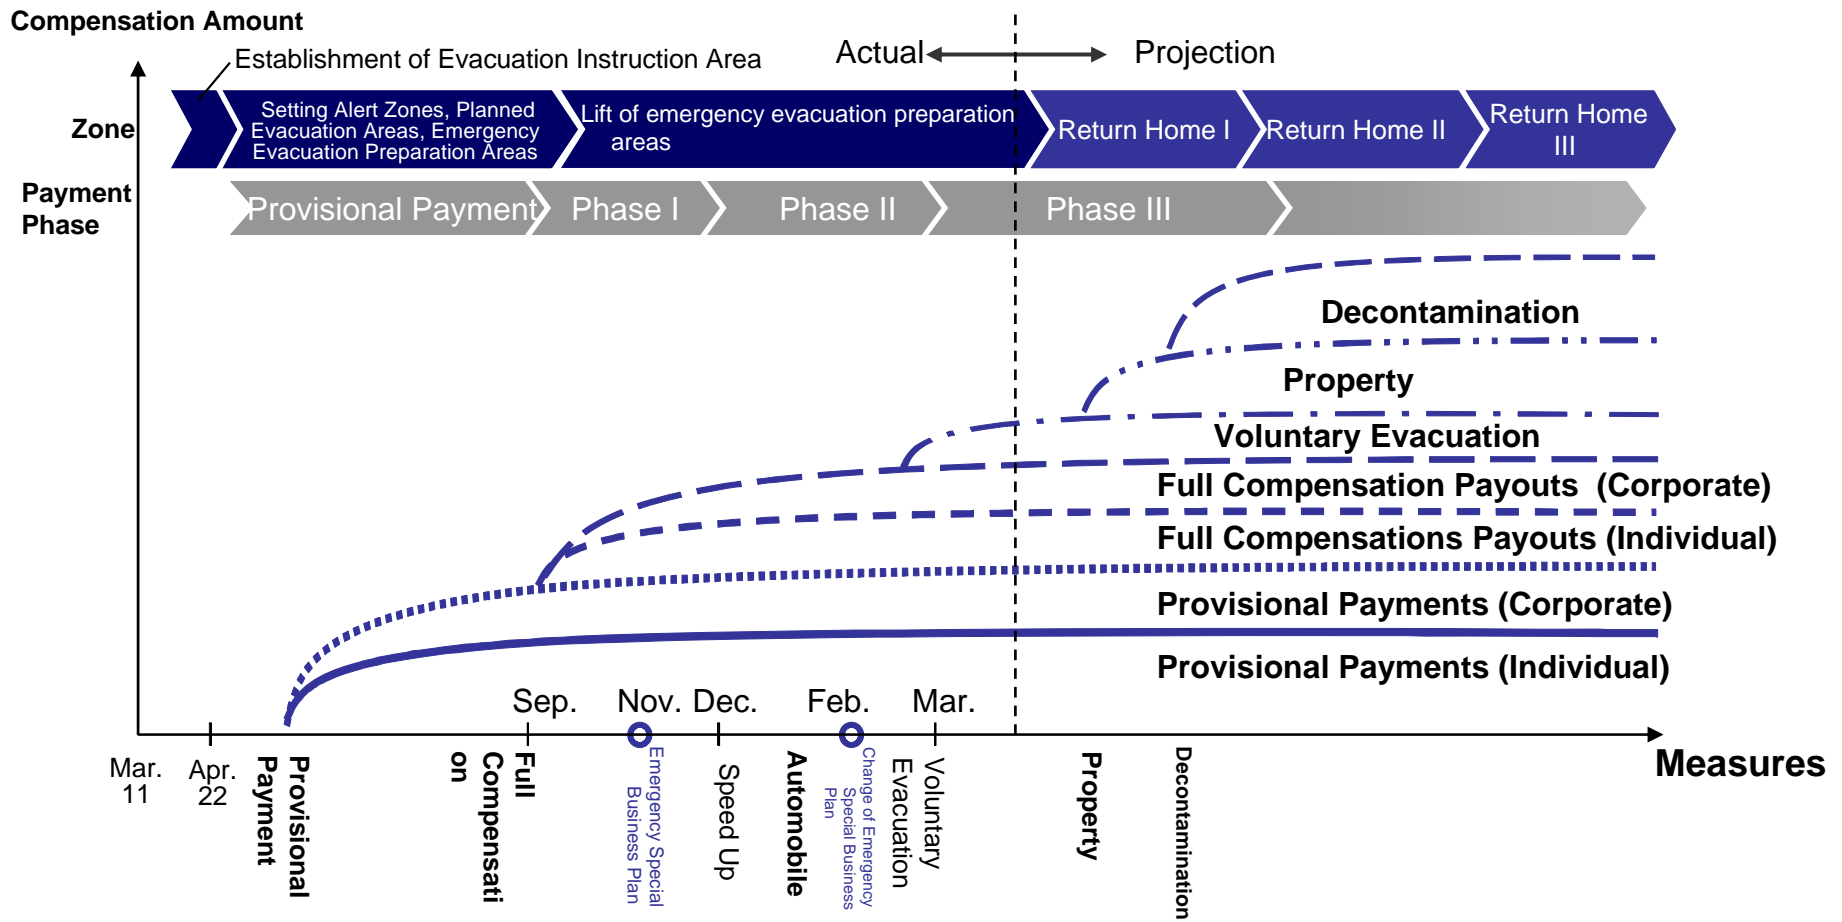 Compensation Amount
Establishment of Evacuation Instruction Area
Actual
Projection
Zone
Setting Alert Zones, Planned
Evacuation Areas, Emergency
Evacuation Preparation Areas
Lift of emergency evacuation preparation
areas
Return Home I
Return Home II
Return Home
III
Payment
Phase
Provisional Payment
Phase I
Phase II
Phase III
Decontamination
Property
Voluntary Evacuation
Full Compensation Payouts (Corporate)
Full Compensations Payouts (Individual)
Provisional Payments (Corporate)
Provisional Payments (Individual)
Sep.
Nov.
Dec.
Feb.
Mar.
Mar.
11
Apr.
22
Provisional
Payment
Full
Compensati
on
Emergency Special
Business Plan
Speed Up
Automobile
Change of Emergency
Special Business
Plan
Voluntary
Evacuation
Property
Decontamination
Measures